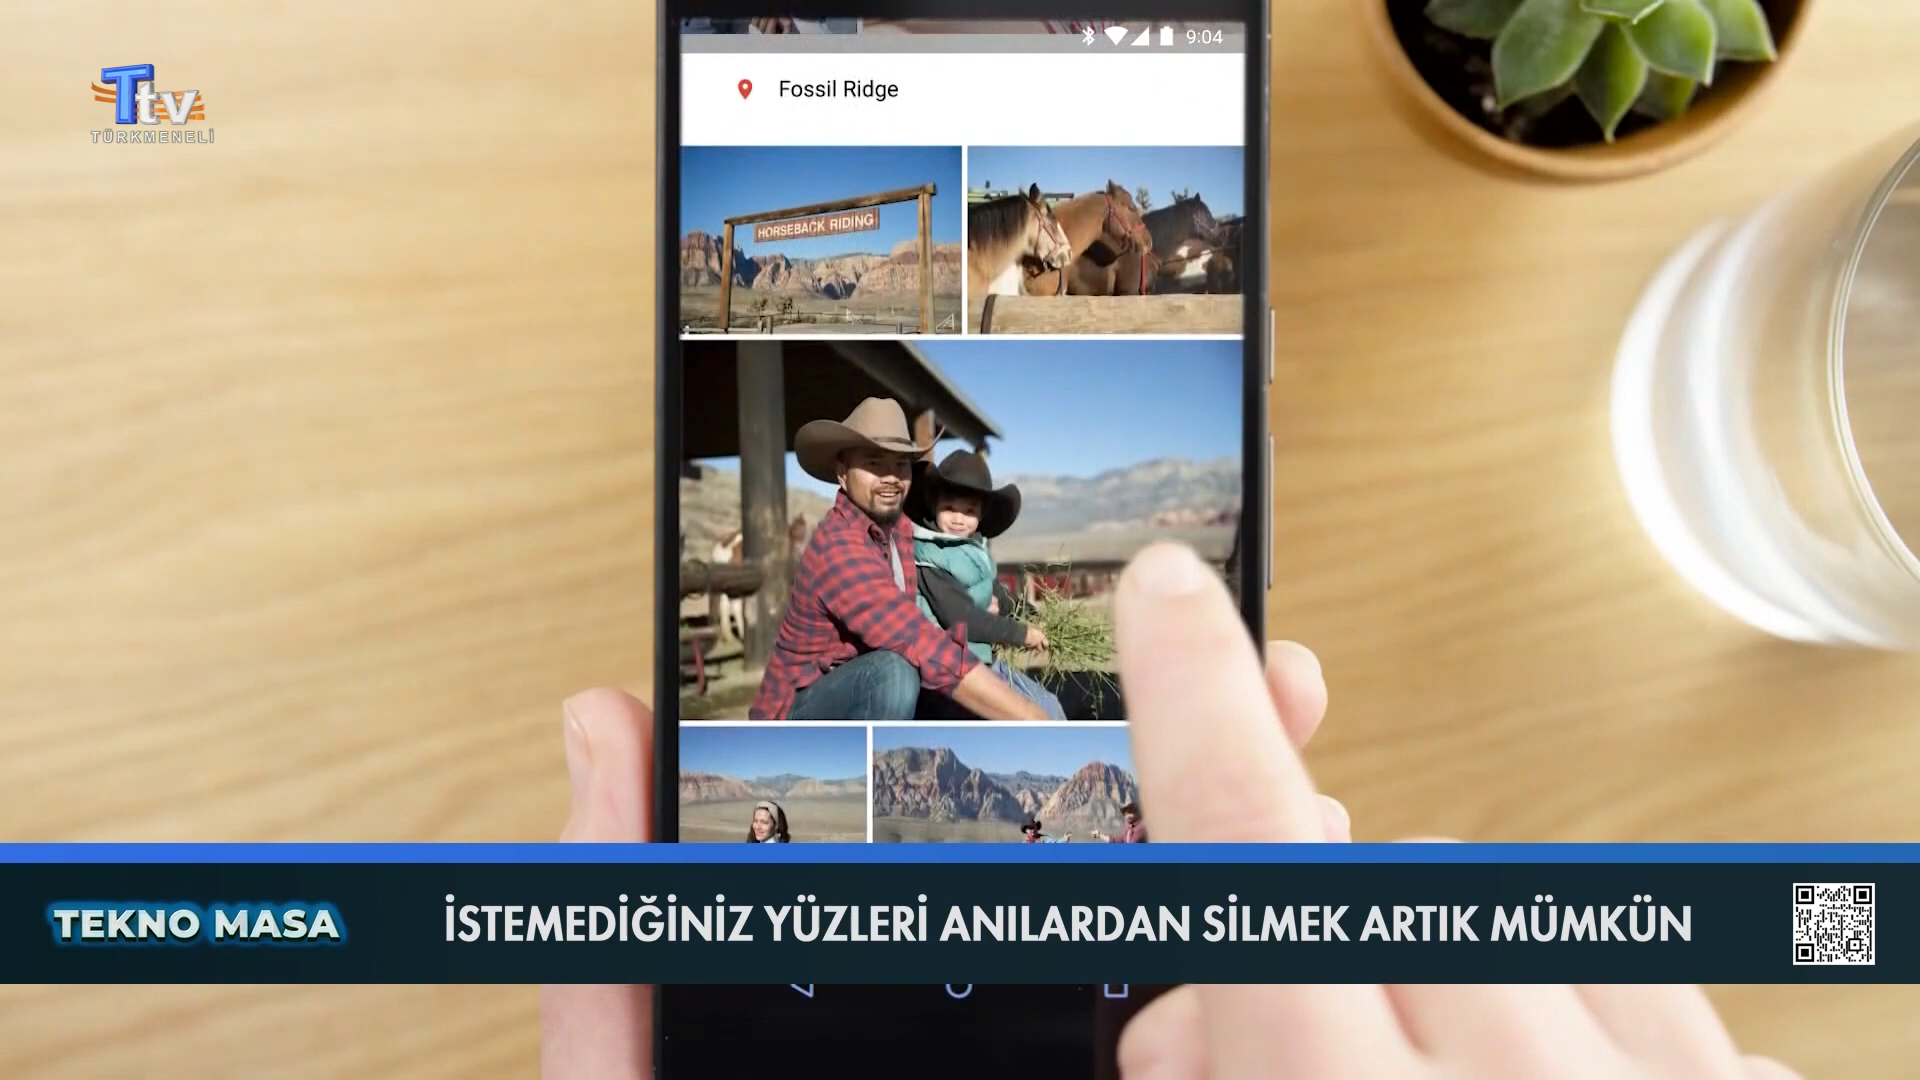 9:04
Ttv
TÜRKMENELİ
Fossil Ridge
HORSEBACK RIDING
TEKNO MASA
İSTEMEDİĞİNİZ YÜZLERİ ANILARDAN SİLMEK ARTIK MÜMKÜN